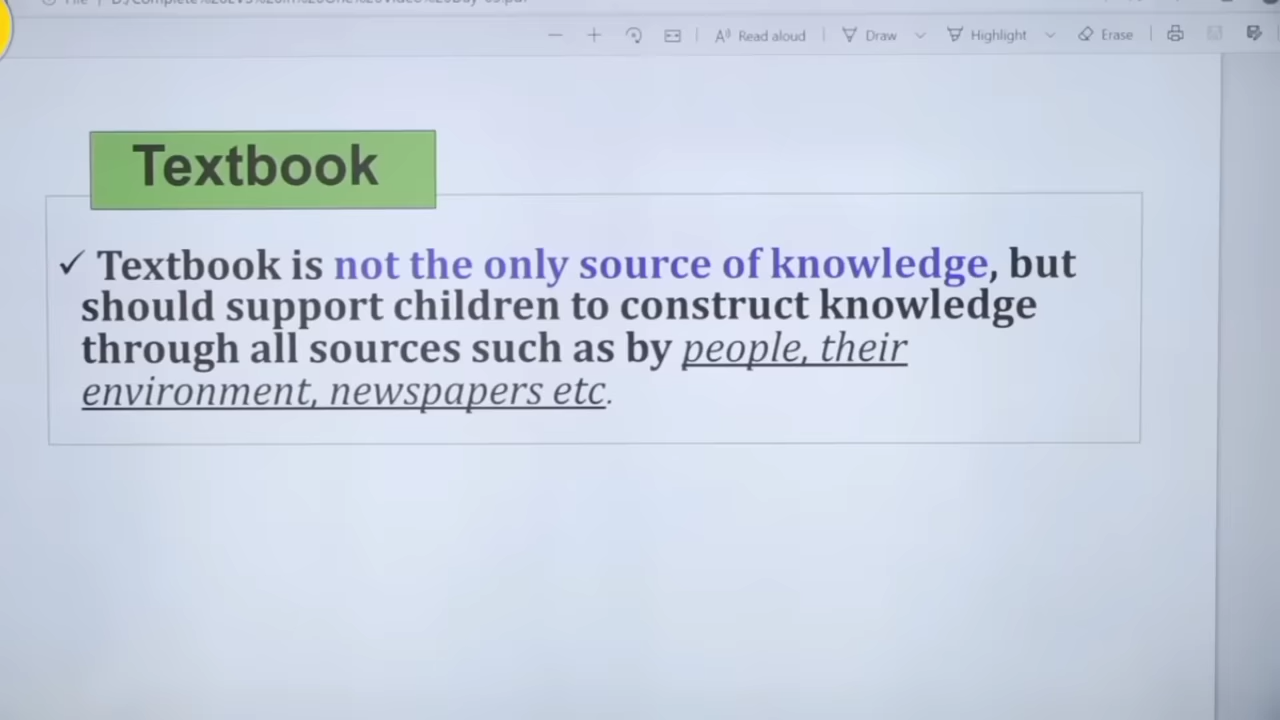 Read aloud
Draw
Highlight
Erase
Textbook
✓ Textbook is not the only source of knowledge, but
should support children to construct knowledge
through all sources such as by people, their
environment, newspapers etc.